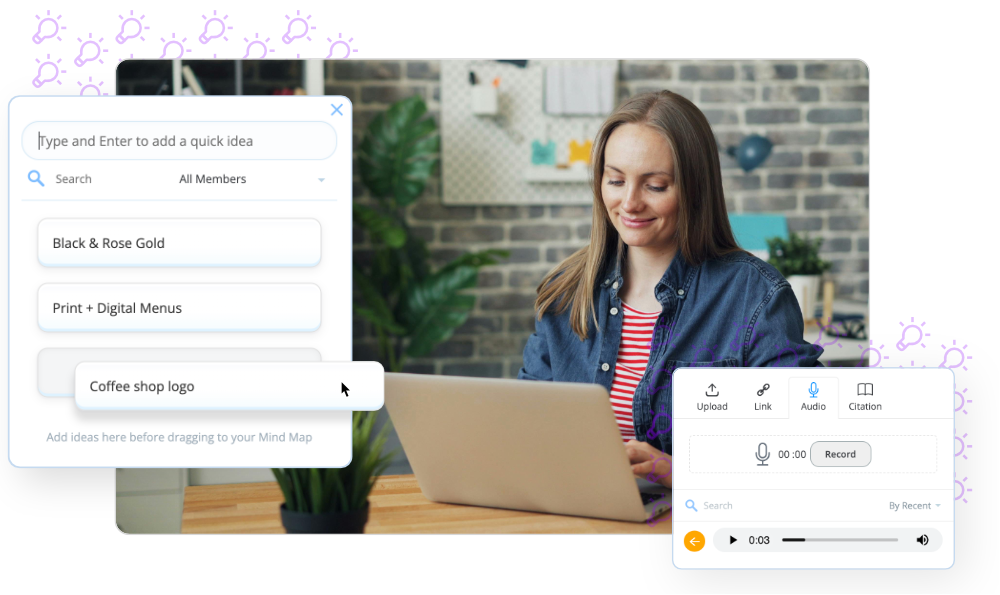 Type and Enter to add a quick idea
Search All Members
Black & Rose Gold
Print + Digital Menus
Coffee shop logo
Add ideas here before dragging to your Mind Map
Upload Link Audio Citation
00 :00 Record
Search By Recent
0:03